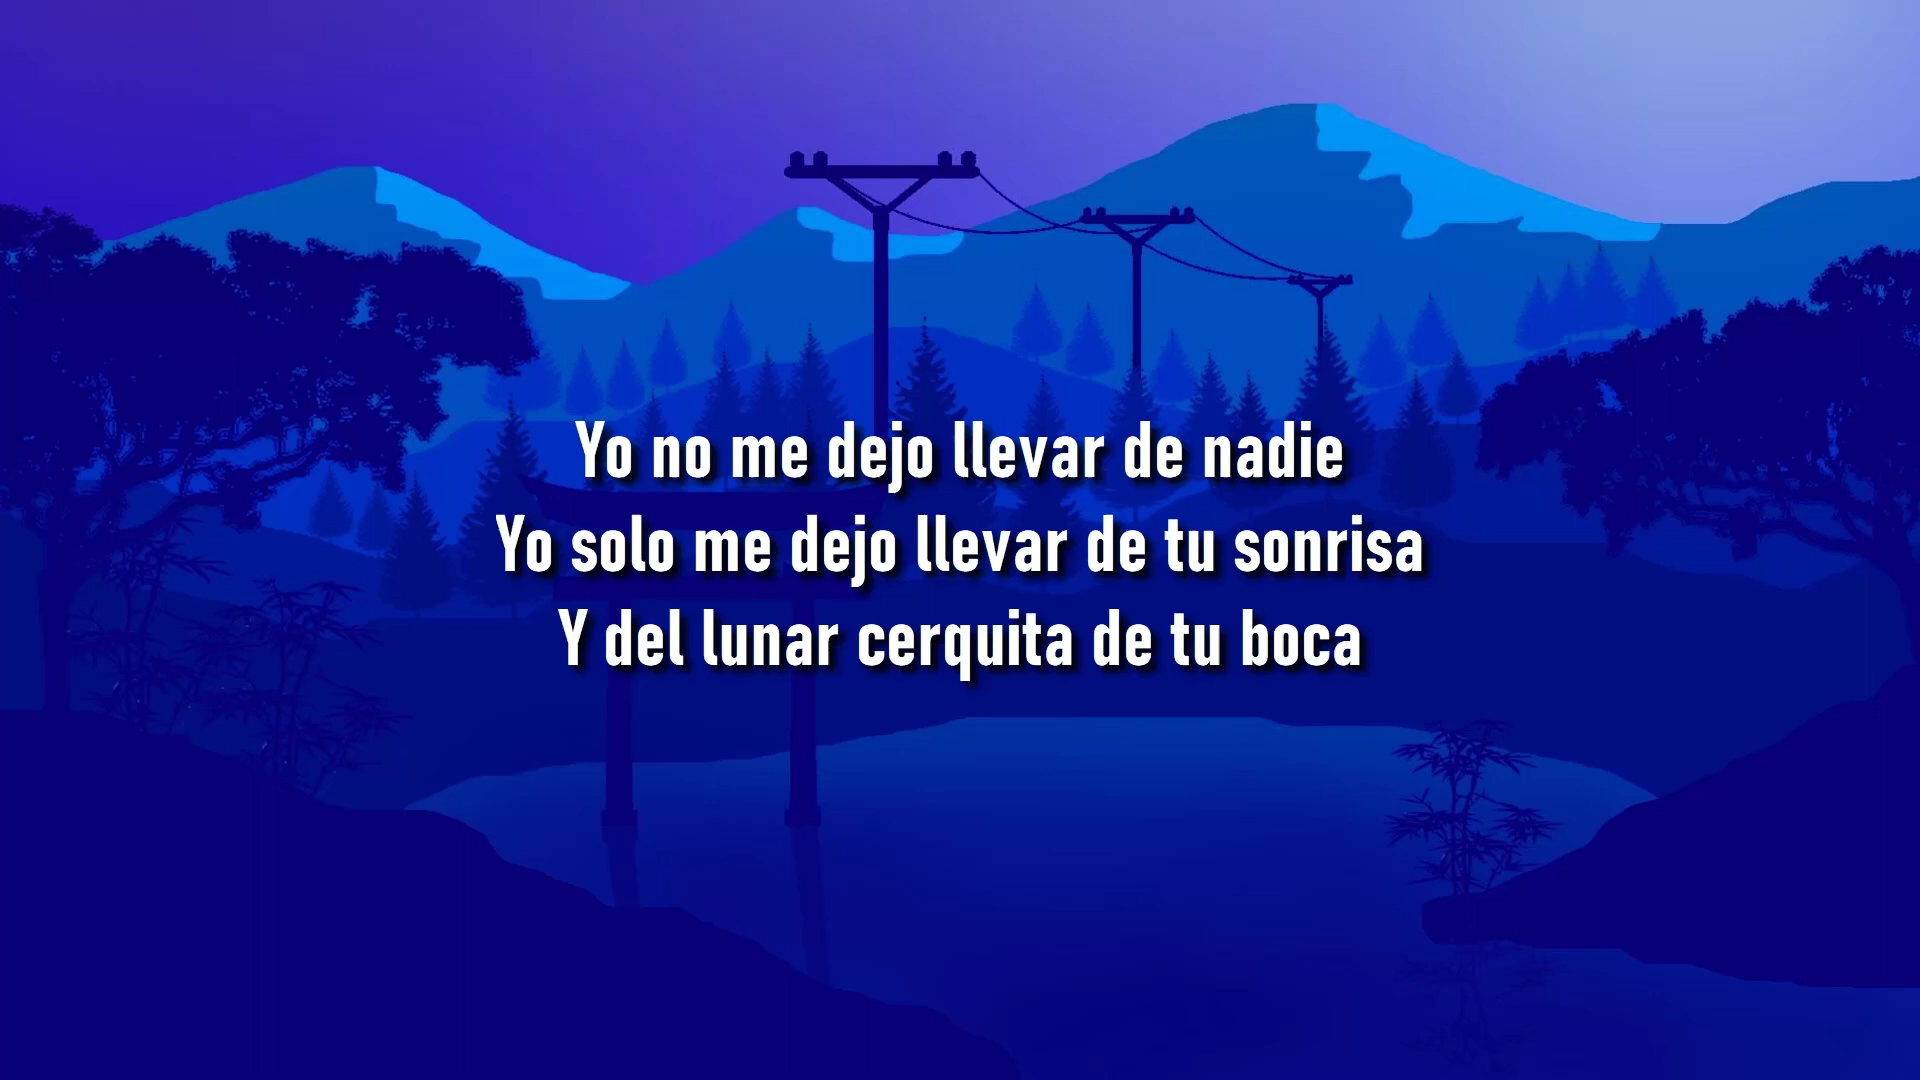 Yo no me dejo llevar de nadie
Yo solo me dejo llevar de tu sonrisa
Y del lunar cerquita de tu boca